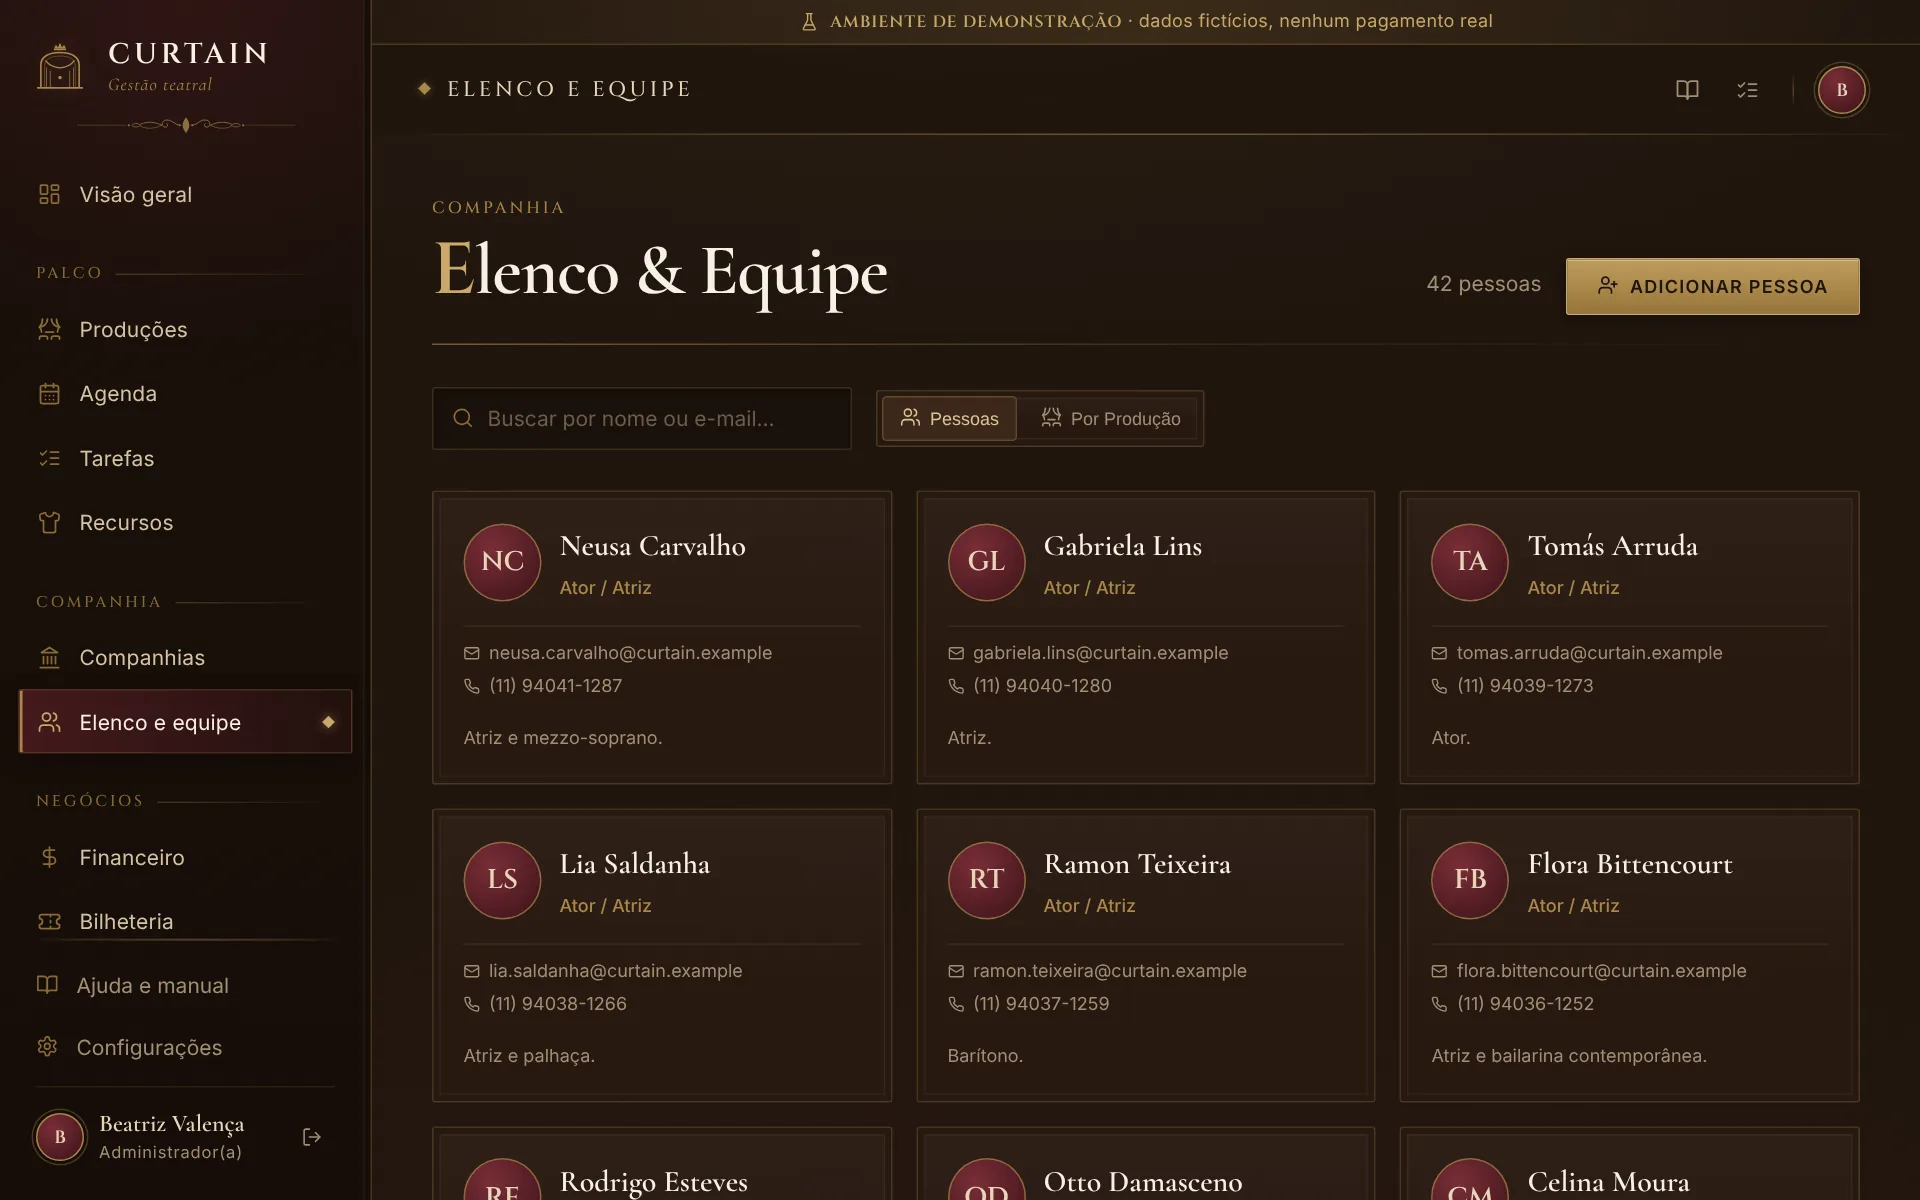 CURTAIN
Gestão teatral
Visão geral
PALCO
Produções
Agenda
Tarefas
Recursos
COMPANHIA
Companhias
Elenco e equipe
NEGÓCIOS
Financeiro
Bilheteria
Ajuda e manual
Configurações
B
Beatriz Valença
Administrador(a)
AMBIENTE DE DEMONSTRAÇÃO · dados fictícios, nenhum pagamento real
ELENCO E EQUIPE
B
COMPANHIA
Elenco & Equipe
42 pessoas
ADICIONAR PESSOA
Buscar por nome ou e-mail...
Pessoas
Por Produção
NC
Neusa Carvalho
Ator / Atriz
neusa.carvalho@curtain.example
(11) 94041-1287
Atriz e mezzo-soprano.
GL
Gabriela Lins
Ator / Atriz
gabriela.lins@curtain.example
(11) 94040-1280
Atriz.
TA
Tomás Arruda
Ator / Atriz
tomas.arruda@curtain.example
(11) 94039-1273
Ator.
LS
Lia Saldanha
Ator / Atriz
lia.saldanha@curtain.example
(11) 94038-1266
Atriz e palhaça.
RT
Ramon Teixeira
Ator / Atriz
ramon.teixeira@curtain.example
(11) 94037-1259
Barítono.
FB
Flora Bittencourt
Ator / Atriz
flora.bittencourt@curtain.example
(11) 94036-1252
Atriz e bailarina contemporânea.
RE
Rodrigo Esteves
OD
Otto Damasceno
CM
Celina Moura